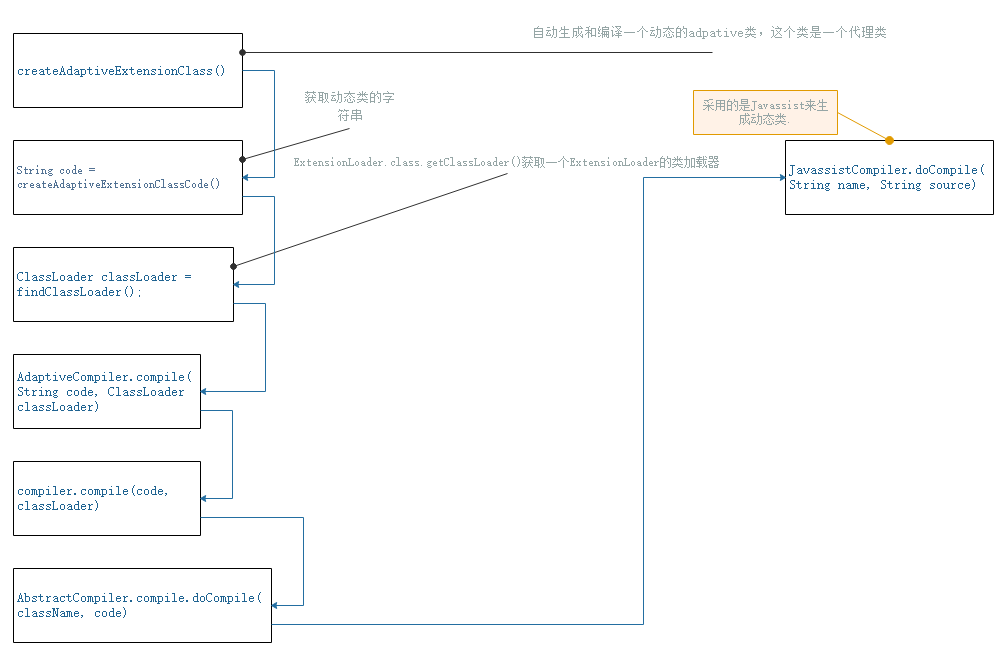 自动生成和编译一个动态的adpative类，这个类是一个代理类
createAdaptiveExtensionClass()
获取动态类的字
符串
采用的是Javassist来生
成动态类.
String code =
createAdaptiveExtensionClassCode()
ExtensionLoader.class.getClassLoader()获取一个ExtensionLoader的类加载器
JavassistCompiler.doCompile(
String name, String source)
ClassLoader classLoader =
findClassLoader();
AdaptiveCompiler.compile(
String code, ClassLoader
classLoader)
compiler.compile(code,
classLoader)
AbstractCompiler.compile.doCompile(
className, code)